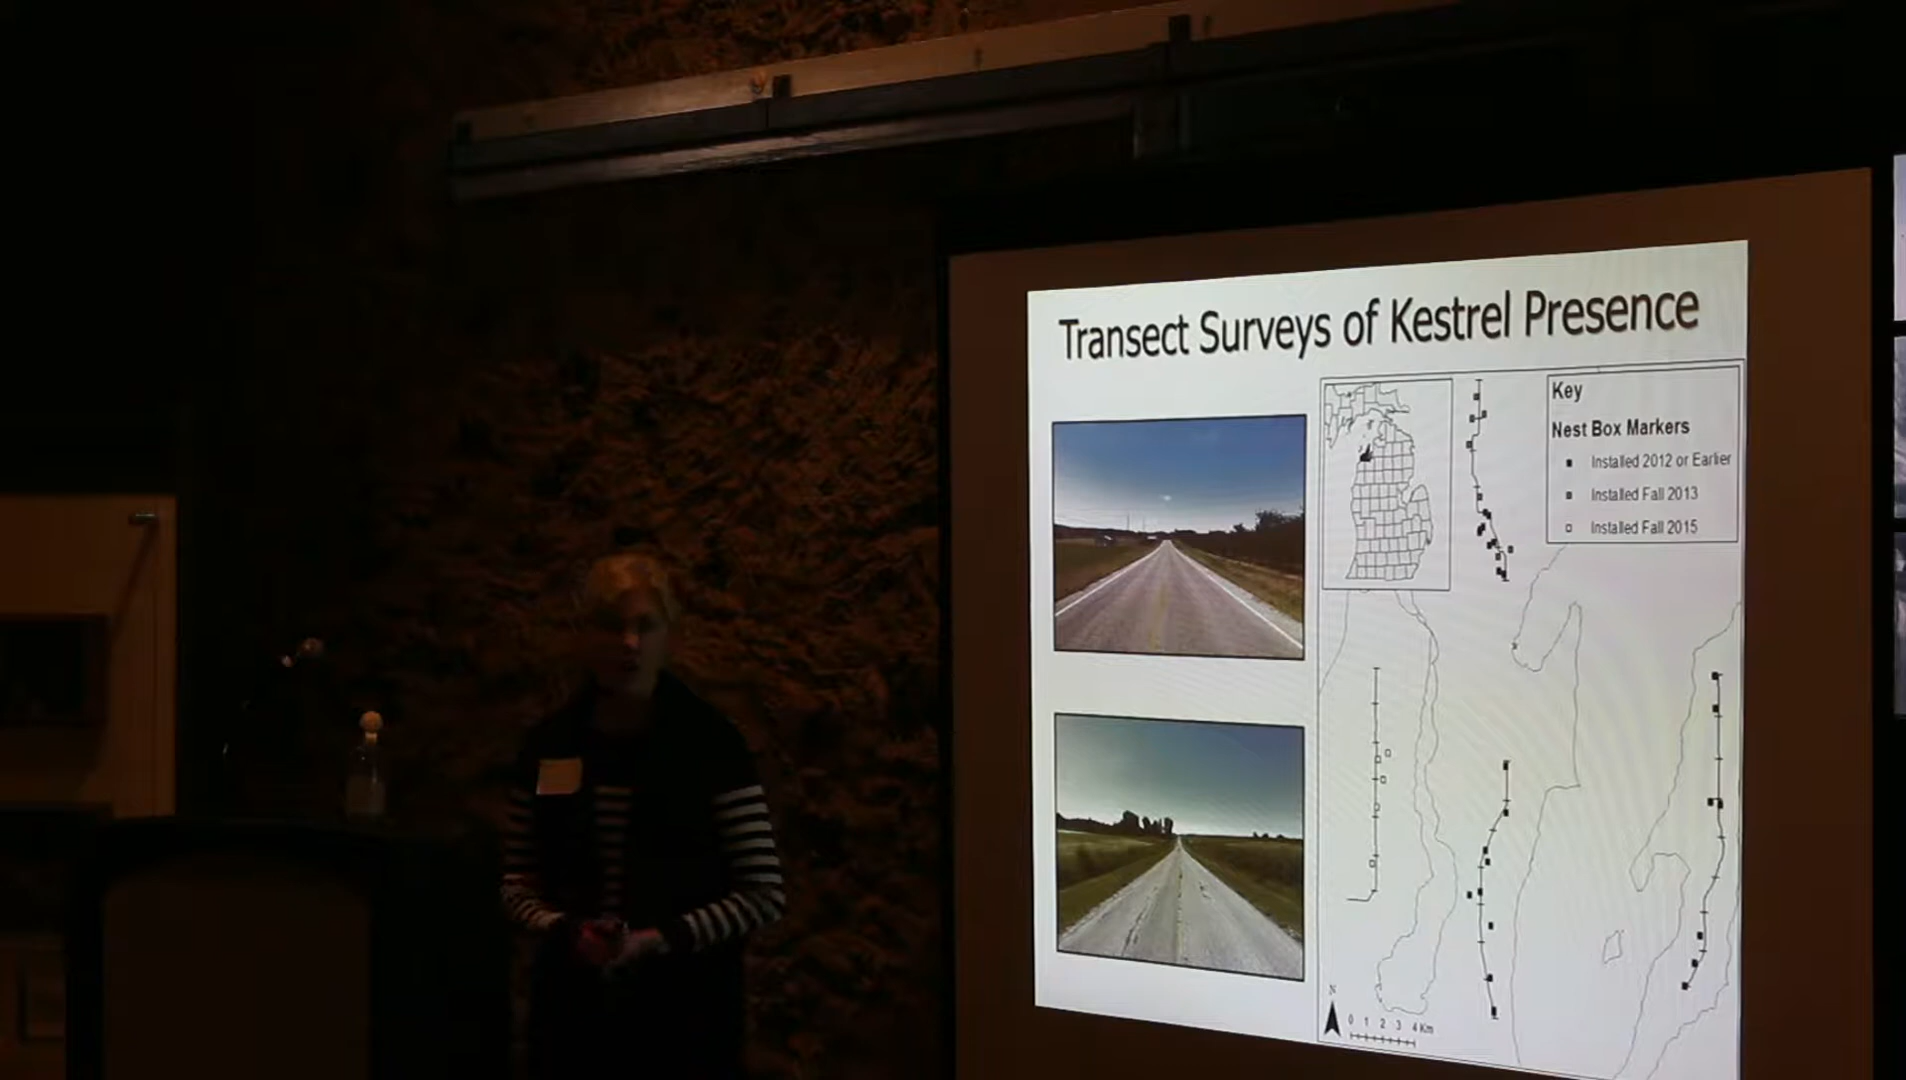 Transect Surveys of Kestrel Presence
Key
Nest Box Markers
Installed 2012 or Earlier
Installed Fall 2013
Installed Fall 2015
N
0 1 2 3 4 Km